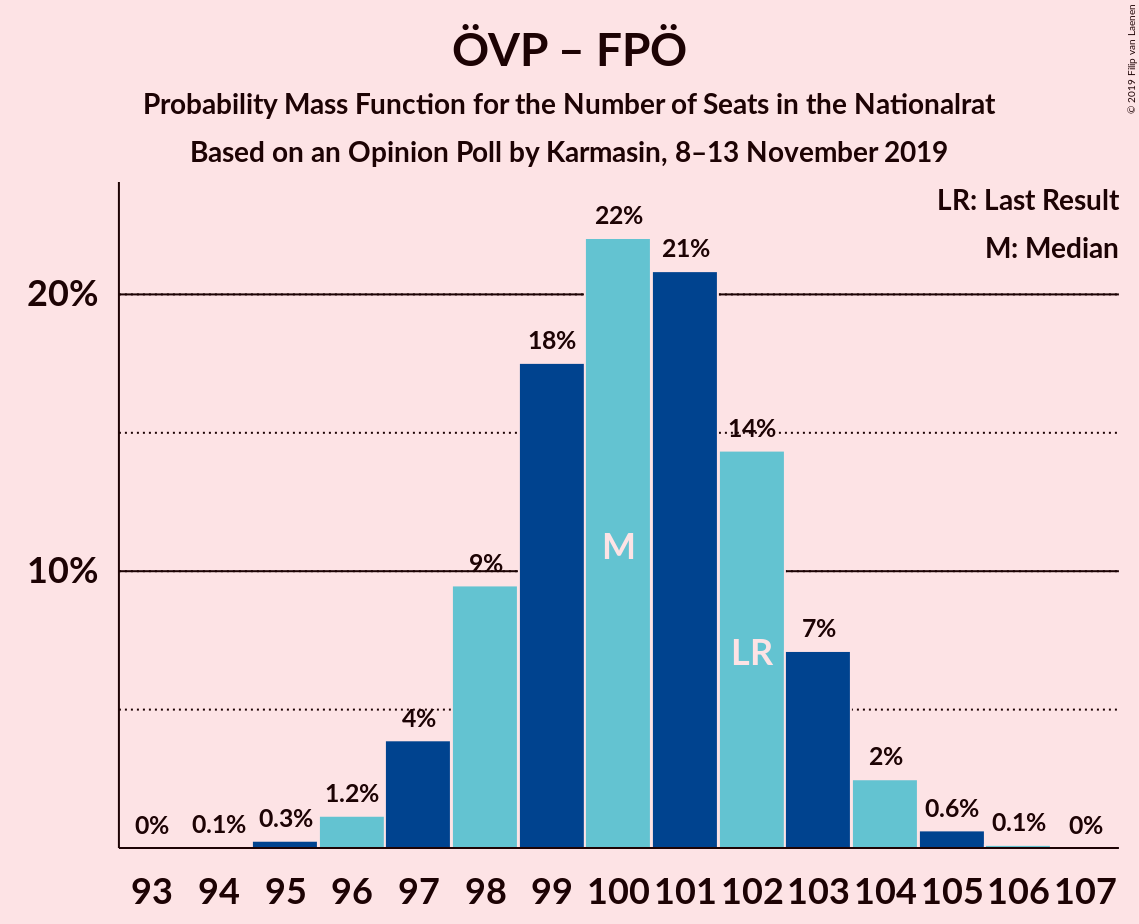 ÖVP – FPÖ
Probability Mass Function for the Number of Seats in the Nationalrat
Based on an Opinion Poll by Karmasin, 8–13 November 2019
© 2019 Filip van Laenen
LR: Last Result
M: Median
20%
10%
0%
0.1%
0.3%
1.2%
4%
9%
18%
22%
21%
14%
7%
2%
0.6%
0.1%
0%
M
LR
93 94 95 96 97 98 99 100 101 102 103 104 105 106 107